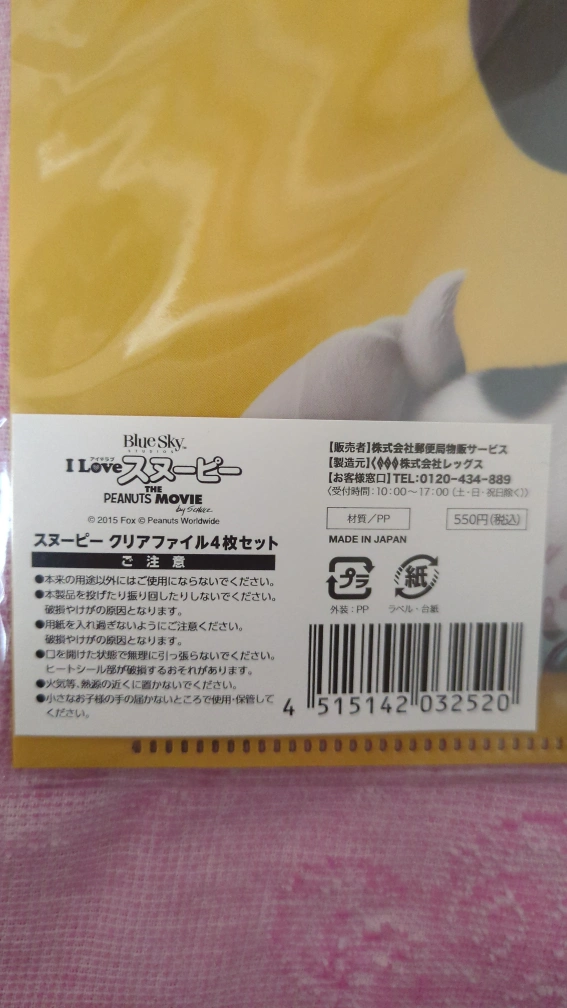 Blue Sky™
STUDIOS
アイラブ
I Loveスヌーピー
THE
PEANUTS MOVIE
by Schulz
© 2015 Fox © Peanuts Worldwide
スヌーピー クリアファイル4枚セット
ご 注 意
●本来の用途以外にはご使用にならないでください。
●本製品を投げたり振り回したりしないでください。
破損やけがの原因となります。
●用紙を入れ過ぎないようにご注意ください。
破損やけがの原因となります。
●口を開けた状態で無理に引っ張らないでください。
ヒートシール部が破損するおそれがあります。
●火気等、熱源の近くに置かないでください。
●小さなお子様の手の届かないところで使用・保管して
ください。
【販売者】株式会社郵便局物販サービス
【製造元】株式会社レッグス
【お客様窓口】TEL:0120-434-889
〈受付時間:10:00〜17:00(土・日・祝日除く)〉
材質/PP
550円(税込)
MADE IN JAPAN
プラ
紙
外装:PP
ラベル・台紙
4 515142 032520